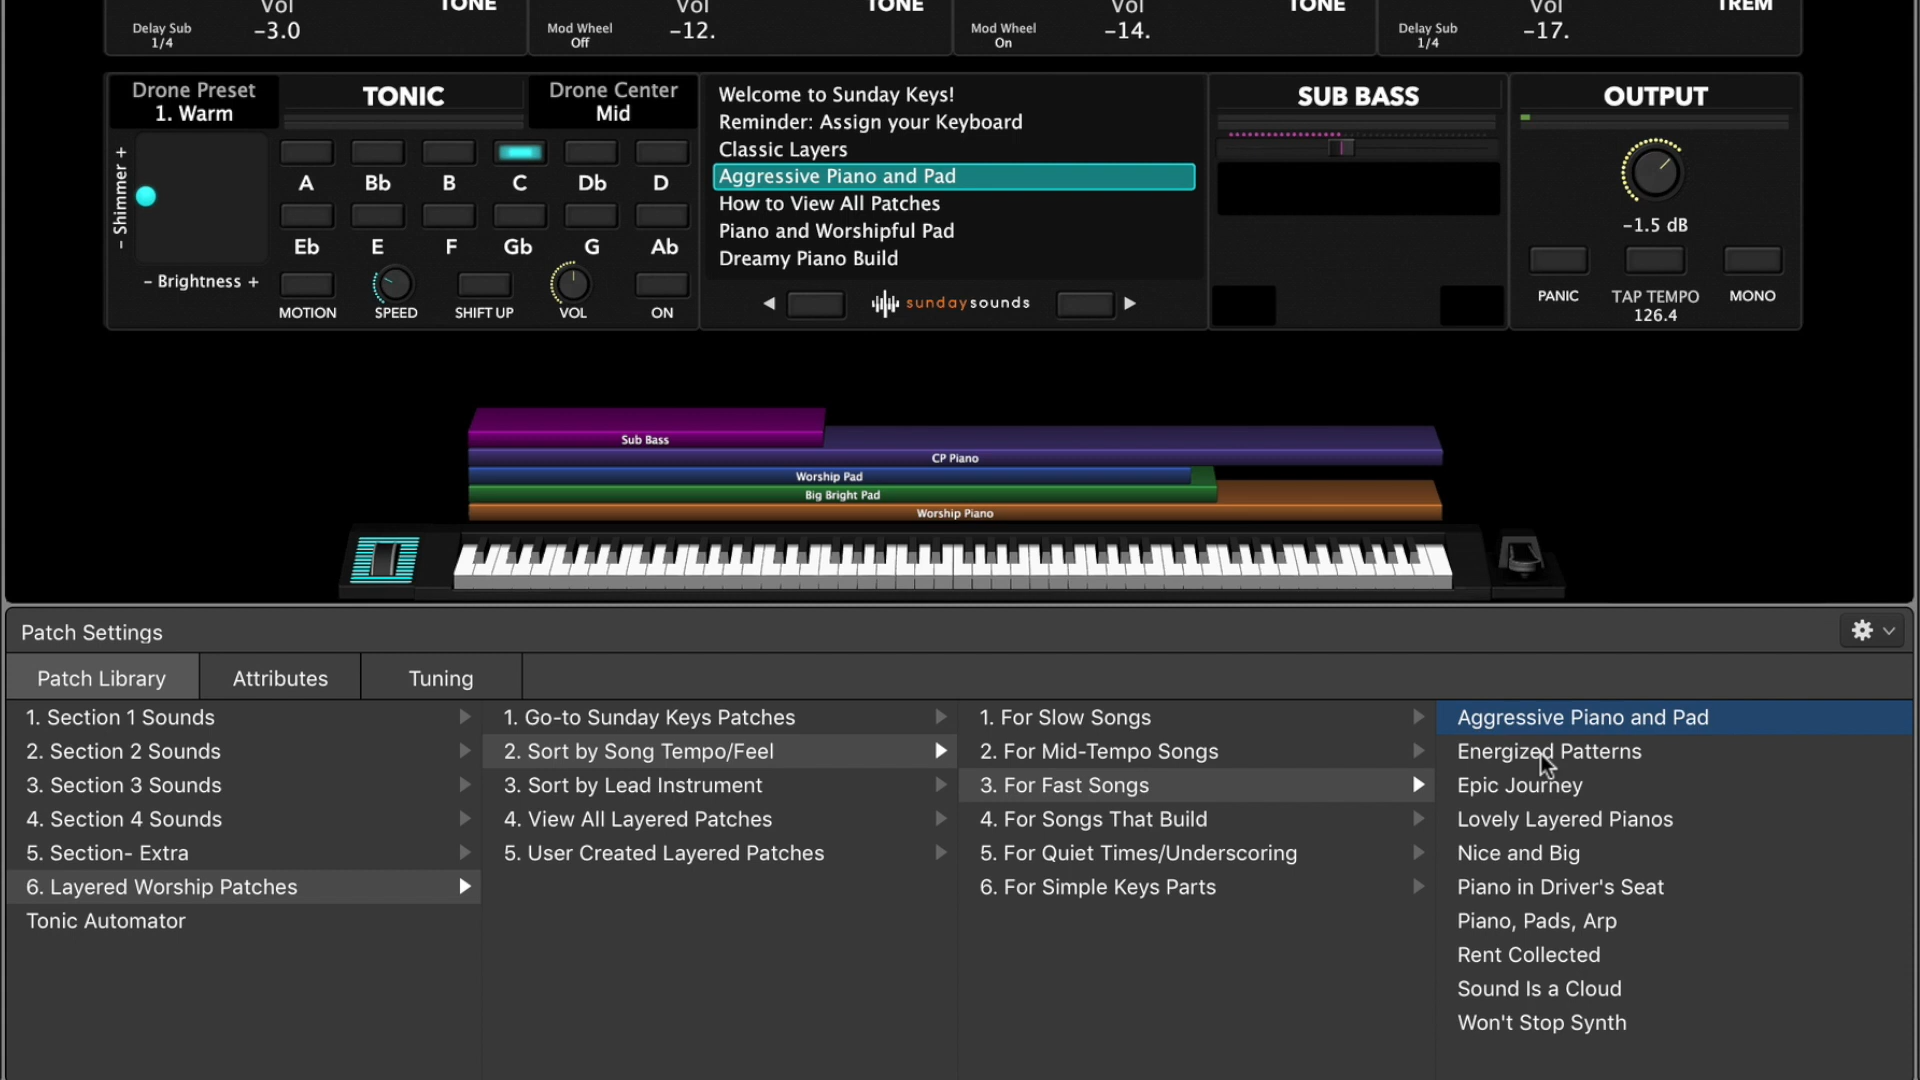 Vol TONE Vol TONE Vol TONE Vol TREM
Delay Sub 1/4 -3.0 Mod Wheel Off -12. Mod Wheel On -14. Delay Sub 1/4 -17.
Drone Preset
1. Warm
TONIC
Drone Center
Mid
- Shimmer +
A Bb B C Db D
Eb E F Gb G Ab
- Brightness +
MOTION SPEED SHIFT UP VOL ON
Welcome to Sunday Keys!
Reminder: Assign your Keyboard
Classic Layers
Aggressive Piano and Pad
How to View All Patches
Piano and Worshipful Pad
Dreamy Piano Build
sundaysounds
SUB BASS
OUTPUT
-1.5 dB
PANIC TAP TEMPO MONO
126.4
Sub Bass
CP Piano
Worship Pad
Big Bright Pad
Worship Piano
Patch Settings
Patch Library Attributes Tuning
1. Section 1 Sounds
2. Section 2 Sounds
3. Section 3 Sounds
4. Section 4 Sounds
5. Section- Extra
6. Layered Worship Patches
Tonic Automator
1. Go-to Sunday Keys Patches
2. Sort by Song Tempo/Feel
3. Sort by Lead Instrument
4. View All Layered Patches
5. User Created Layered Patches
1. For Slow Songs
2. For Mid-Tempo Songs
3. For Fast Songs
4. For Songs That Build
5. For Quiet Times/Underscoring
6. For Simple Keys Parts
Aggressive Piano and Pad
Energized Patterns
Epic Journey
Lovely Layered Pianos
Nice and Big
Piano in Driver's Seat
Piano, Pads, Arp
Rent Collected
Sound Is a Cloud
Won't Stop Synth